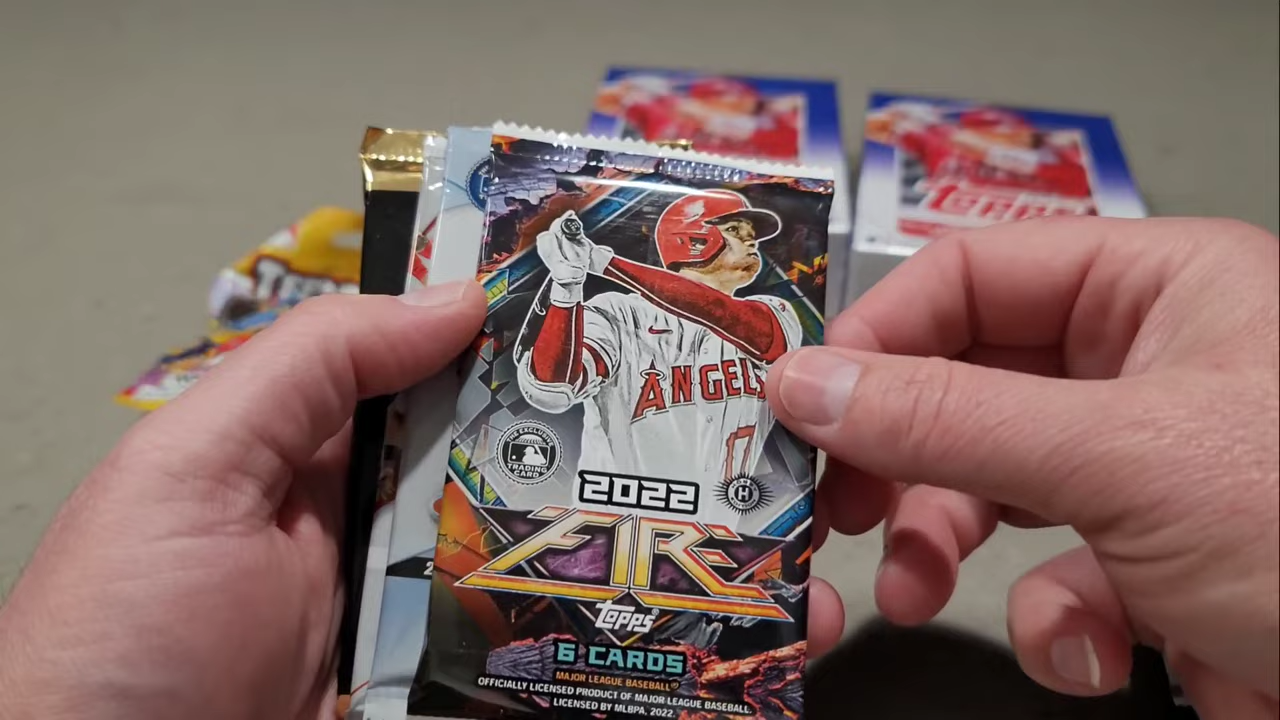 Topps
ANGELS
17
THE EXCLUSIVE
TRADING
CARD
2022
H
FIRE
Topps
6 CARDS
MAJOR LEAGUE BASEBALL®
OFFICIALLY LICENSED PRODUCT OF MAJOR LEAGUE BASEBALL.
LICENSED BY MLBPA, 2022.